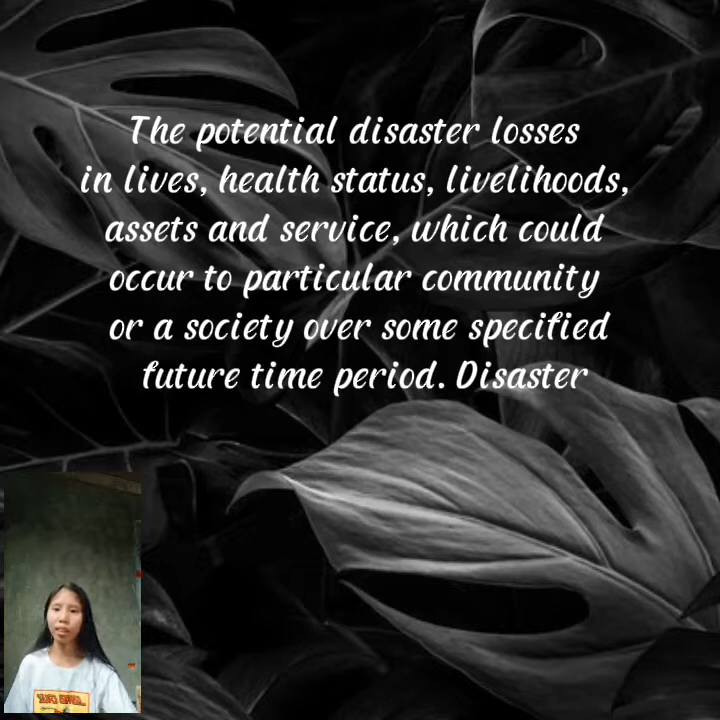 The potential disaster losses
in lives, health status, livelihoods,
assets and service, which could
occur to particular community
or a society over some specified
future time period. Disaster